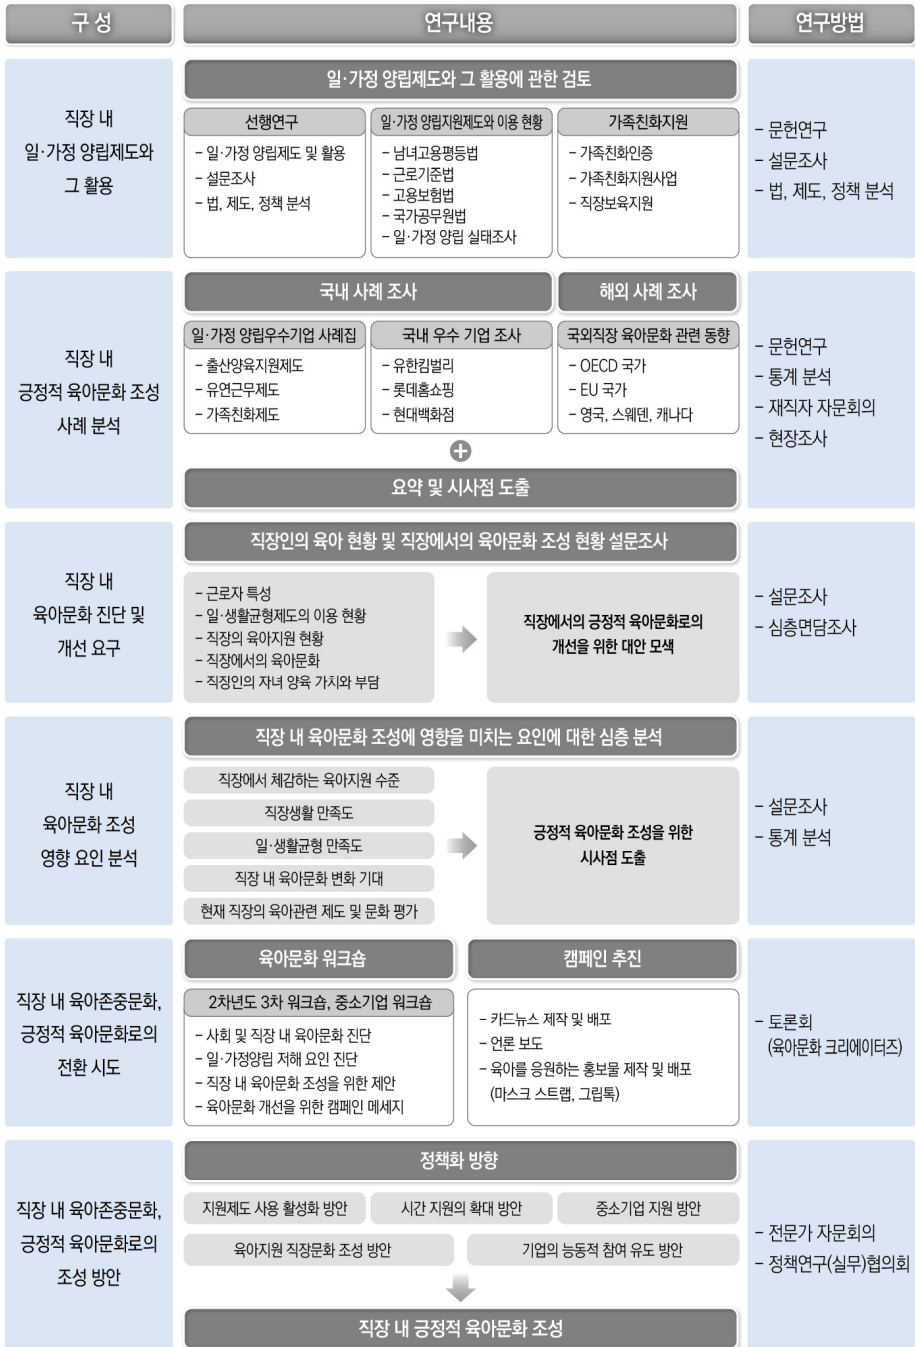 구 성
연구내용
연구방법
직장 내
일·가정 양립제도와
그 활용
일·가정 양립제도와 그 활용에 관한 검토
선행연구
- 일·가정 양립제도 및 활용
- 설문조사
- 법, 제도, 정책 분석
일·가정 양립지원제도와 이용 현황
- 남녀고용평등법
- 근로기준법
- 고용보험법
- 국가공무원법
- 일·가정 양립 실태조사
가족친화지원
- 가족친화인증
- 가족친화지원사업
- 직장보육지원
- 문헌연구
- 설문조사
- 법, 제도, 정책 분석
직장 내
긍정적 육아문화 조성
사례 분석
국내 사례 조사
해외 사례 조사
일·가정 양립우수기업 사례집
- 출산양육지원제도
- 유연근무제도
- 가족친화제도
국내 우수 기업 조사
- 유한킴벌리
- 롯데홈쇼핑
- 현대백화점
국외직장 육아문화 관련 동향
- OECD 국가
- EU 국가
- 영국, 스웨덴, 캐나다
요약 및 시사점 도출
- 문헌연구
- 통계 분석
- 재직자 자문회의
- 현장조사
직장 내
육아문화 진단 및
개선 요구
직장인의 육아 현황 및 직장에서의 육아문화 조성 현황 설문조사
- 근로자 특성
- 일·생활균형제도의 이용 현황
- 직장의 육아지원 현황
- 직장에서의 육아문화
- 직장인의 자녀 양육 가치와 부담
직장에서의 긍정적 육아문화로의
개선을 위한 대안 모색
- 설문조사
- 심층면담조사
직장 내
육아문화 조성
영향 요인 분석
직장 내 육아문화 조성에 영향을 미치는 요인에 대한 심층 분석
직장에서 체감하는 육아지원 수준
직장생활 만족도
일·생활균형 만족도
직장 내 육아문화 변화 기대
현재 직장의 육아관련 제도 및 문화 평가
긍정적 육아문화 조성을 위한
시사점 도출
- 설문조사
- 통계 분석
직장 내 육아존중문화,
긍정적 육아문화로의
전환 시도
육아문화 워크숍
2차년도 3차 워크숍, 중소기업 워크숍
- 사회 및 직장 내 육아문화 진단
- 일·가정양립 저해 요인 진단
- 직장 내 육아문화 조성을 위한 제안
- 육아문화 개선을 위한 캠페인 메세지
캠페인 추진
- 카드뉴스 제작 및 배포
- 언론 보도
- 육아를 응원하는 홍보물 제작 및 배포
(마스크 스트랩, 그립톡)
- 토론회
(육아문화 크리에이터즈)
직장 내 육아존중문화,
긍정적 육아문화로의
조성 방안
정책화 방향
지원제도 사용 활성화 방안
시간 지원의 확대 방안
중소기업 지원 방안
육아지원 직장문화 조성 방안
기업의 능동적 참여 유도 방안
직장 내 긍정적 육아문화 조성
- 전문가 자문회의
- 정책연구(실무)협의회